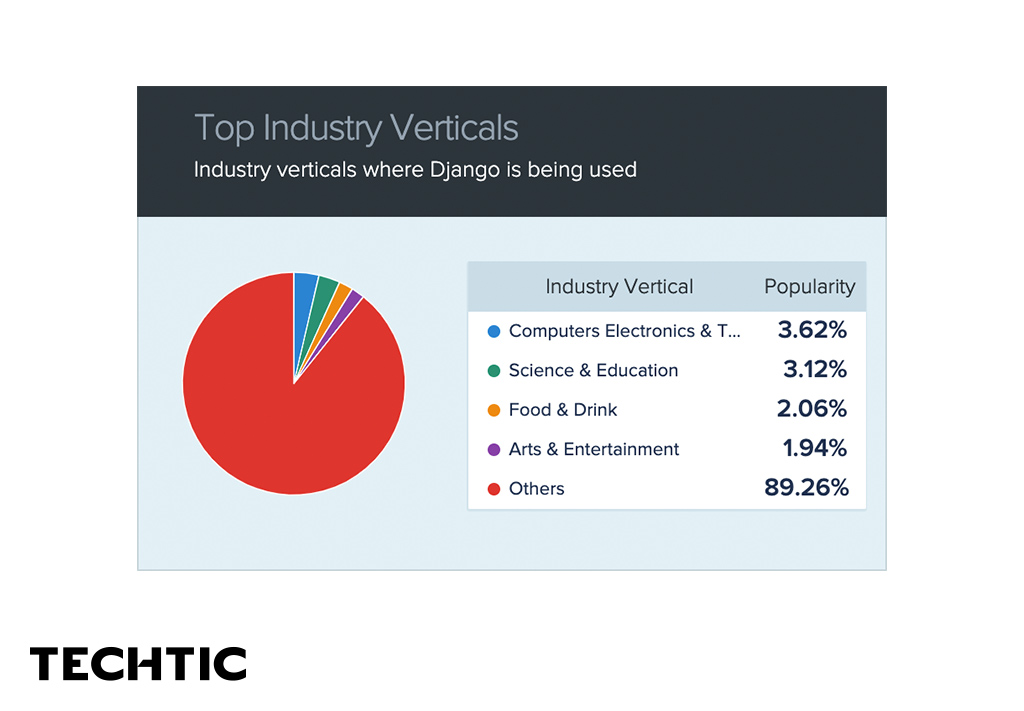 Top Industry Verticals
Industry verticals where Django is being used
Industry Vertical Popularity
Computers Electronics & T... 3.62%
Science & Education 3.12%
Food & Drink 2.06%
Arts & Entertainment 1.94%
Others 89.26%
TECHTIC